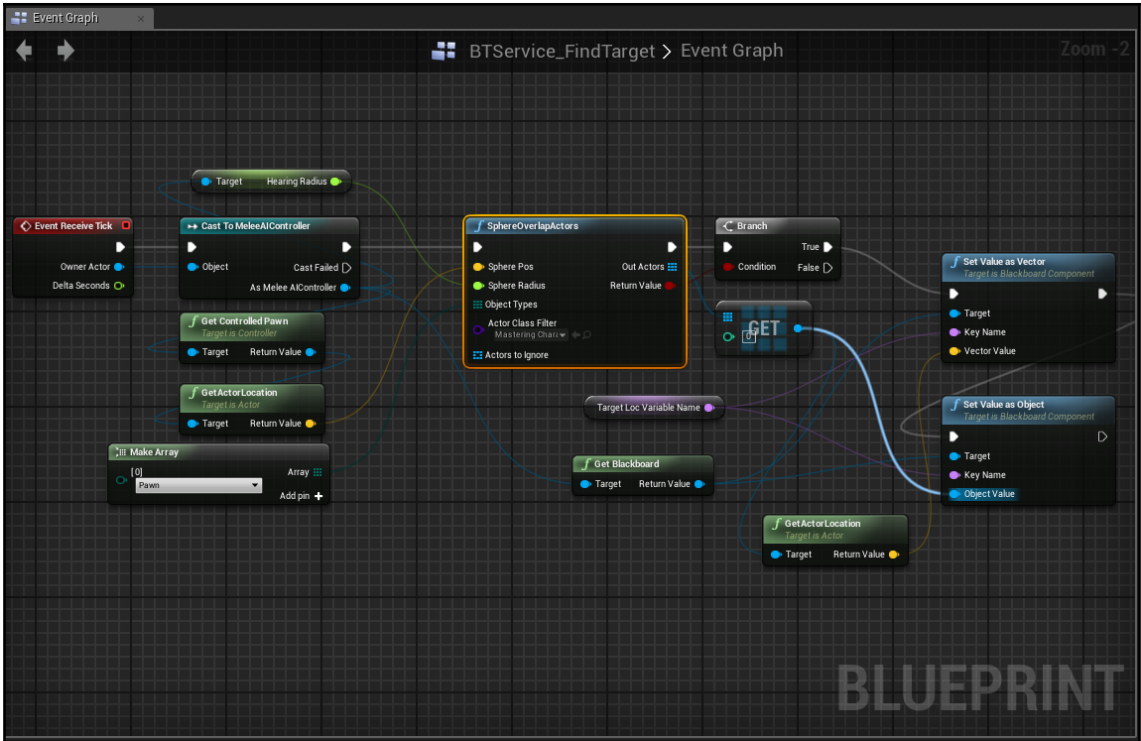 Event Graph
BTService_FindTarget > Event Graph
Zoom -2
Target Hearing Radius
Event Receive Tick
Owner Actor
Delta Seconds
Cast To MeleeAIController
Object Cast Failed
As Melee AIController
Get Controlled Pawn
Target is Controller
Target Return Value
GetActorLocation
Target is Actor
Target Return Value
Make Array
[0] Array
Pawn
Add pin +
SphereOverlapActors
Sphere Pos Out Actors
Sphere Radius Return Value
Object Types
Actor Class Filter
Mastering Chara
Actors to Ignore
Branch
True
Condition False
GET
0
Target Loc Variable Name
Get Blackboard
Target Return Value
GetActorLocation
Target is Actor
Target Return Value
Set Value as Vector
Target is Blackboard Component
Target
Key Name
Vector Value
Set Value as Object
Target is Blackboard Component
Target
Key Name
Object Value
BLUEPRINT